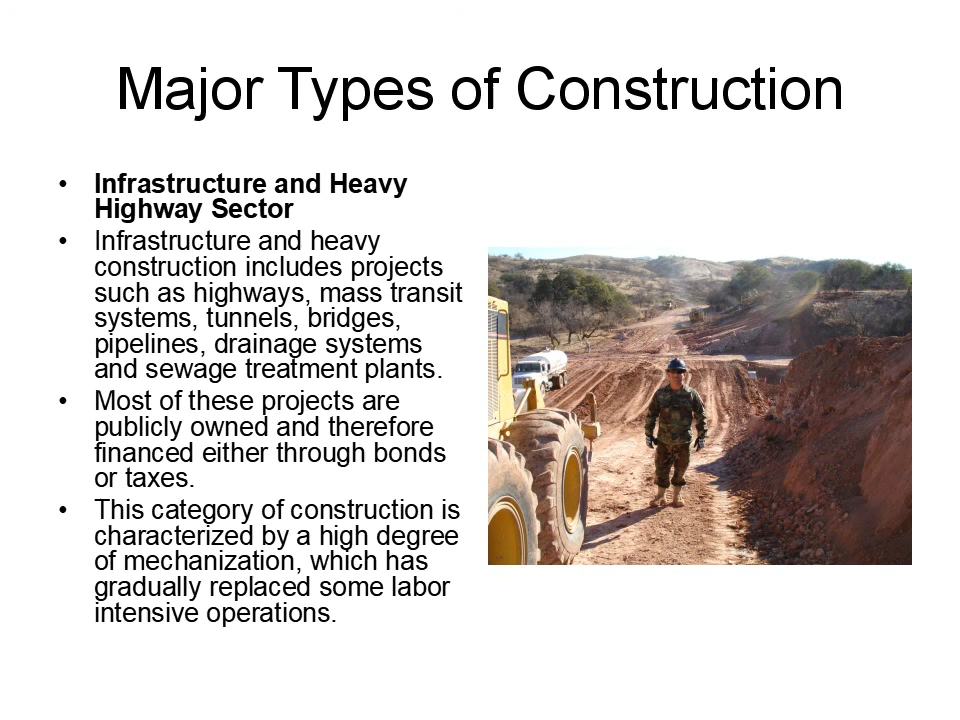 Major Types of Construction
• Infrastructure and Heavy
Highway Sector
• Infrastructure and heavy
construction includes projects
such as highways, mass transit
systems, tunnels, bridges,
pipelines, drainage systems
and sewage treatment plants.
• Most of these projects are
publicly owned and therefore
financed either through bonds
or taxes.
• This category of construction is
characterized by a high degree
of mechanization, which has
gradually replaced some labor
intensive operations.